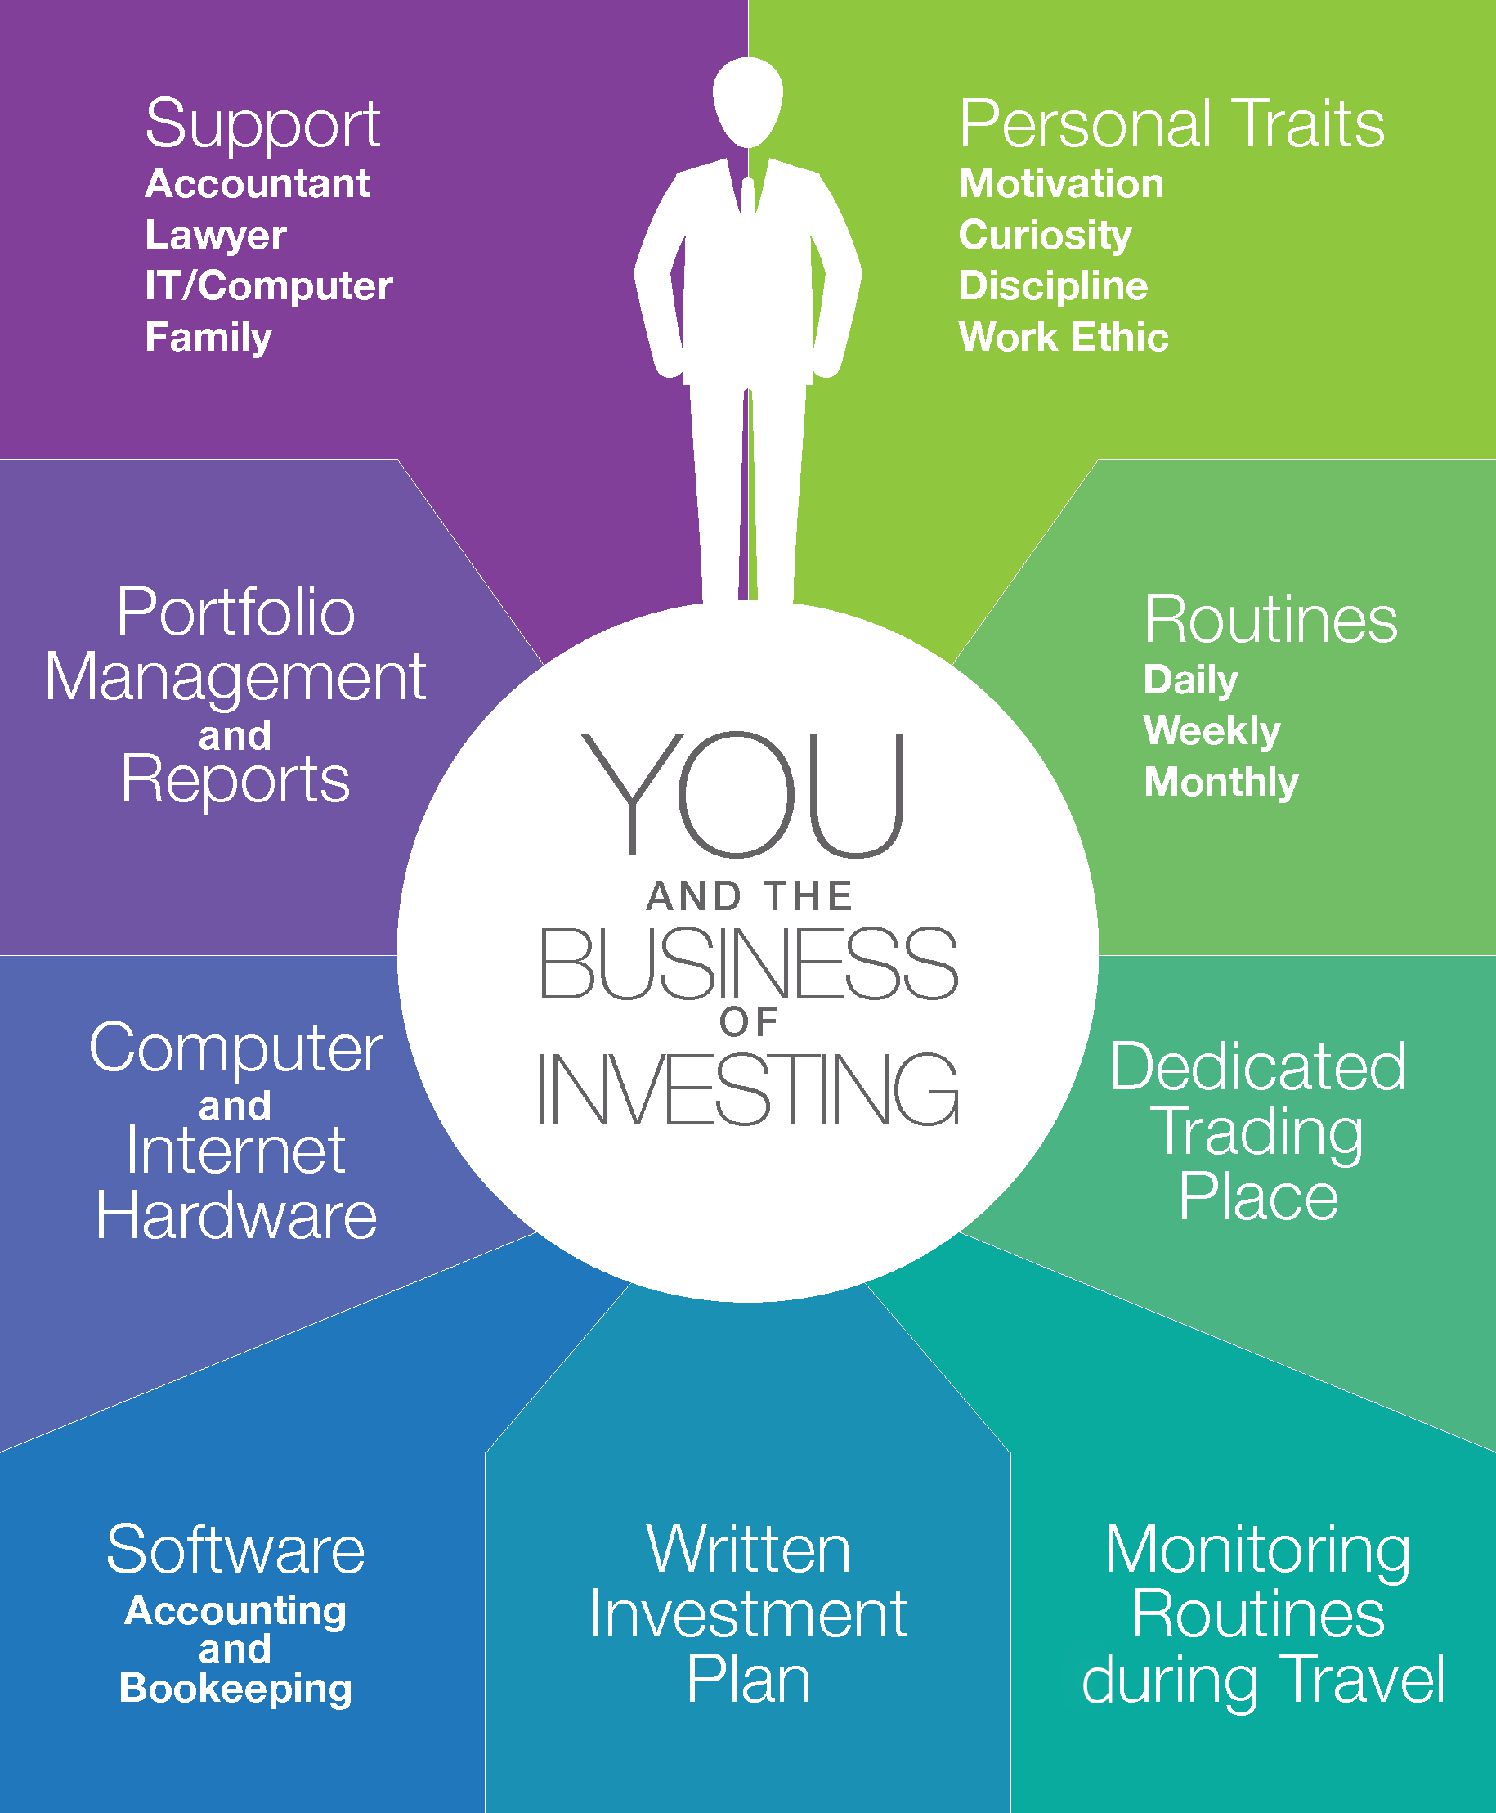 Support
Accountant
Lawyer
IT/Computer
Family
Personal Traits
Motivation
Curiosity
Discipline
Work Ethic
Portfolio
Management
and
Reports
Routines
Daily
Weekly
Monthly
YOU
AND THE
BUSINESS
OF
INVESTING
Computer
and
Internet
Hardware
Dedicated
Trading
Place
Software
Accounting
and
Bookeeping
Written
Investment
Plan
Monitoring
Routines
during Travel